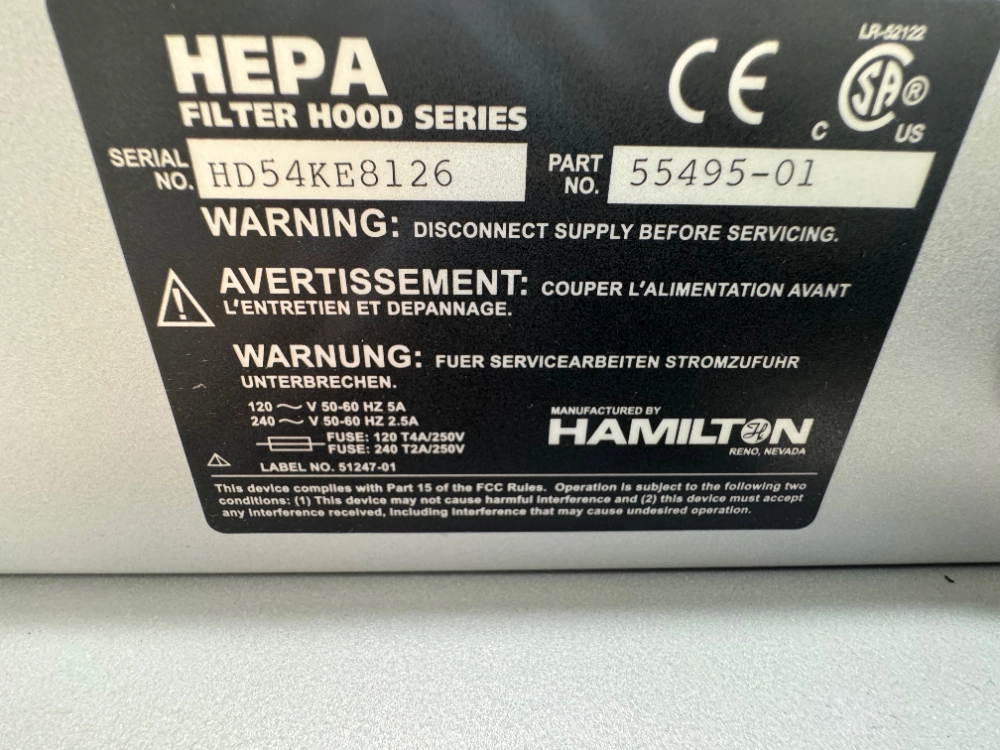 HEPA
FILTER HOOD SERIES
CE
LR-52122
SA ®
C US
SERIAL NO. HD54KE8126
PART NO. 55495-01
WARNING: DISCONNECT SUPPLY BEFORE SERVICING.
AVERTISSEMENT: COUPER L'ALIMENTATION AVANT
L'ENTRETIEN ET DEPANNAGE.
WARNUNG: FUER SERVICEARBEITEN STROMZUFUHR
UNTERBRECHEN.
120 ~ V 50-60 HZ 5A
240 ~ V 50-60 HZ 2.5A
FUSE: 120 T4A/250V
FUSE: 240 T2A/250V
LABEL NO. 51247-01
MANUFACTURED BY
HAMILTON
RENO, NEVADA
This device complies with Part 15 of the FCC Rules. Operation is subject to the following two
conditions: (1) This device may not cause harmful interference and (2) this device must accept
any interference received, including interference that may cause undesired operation.